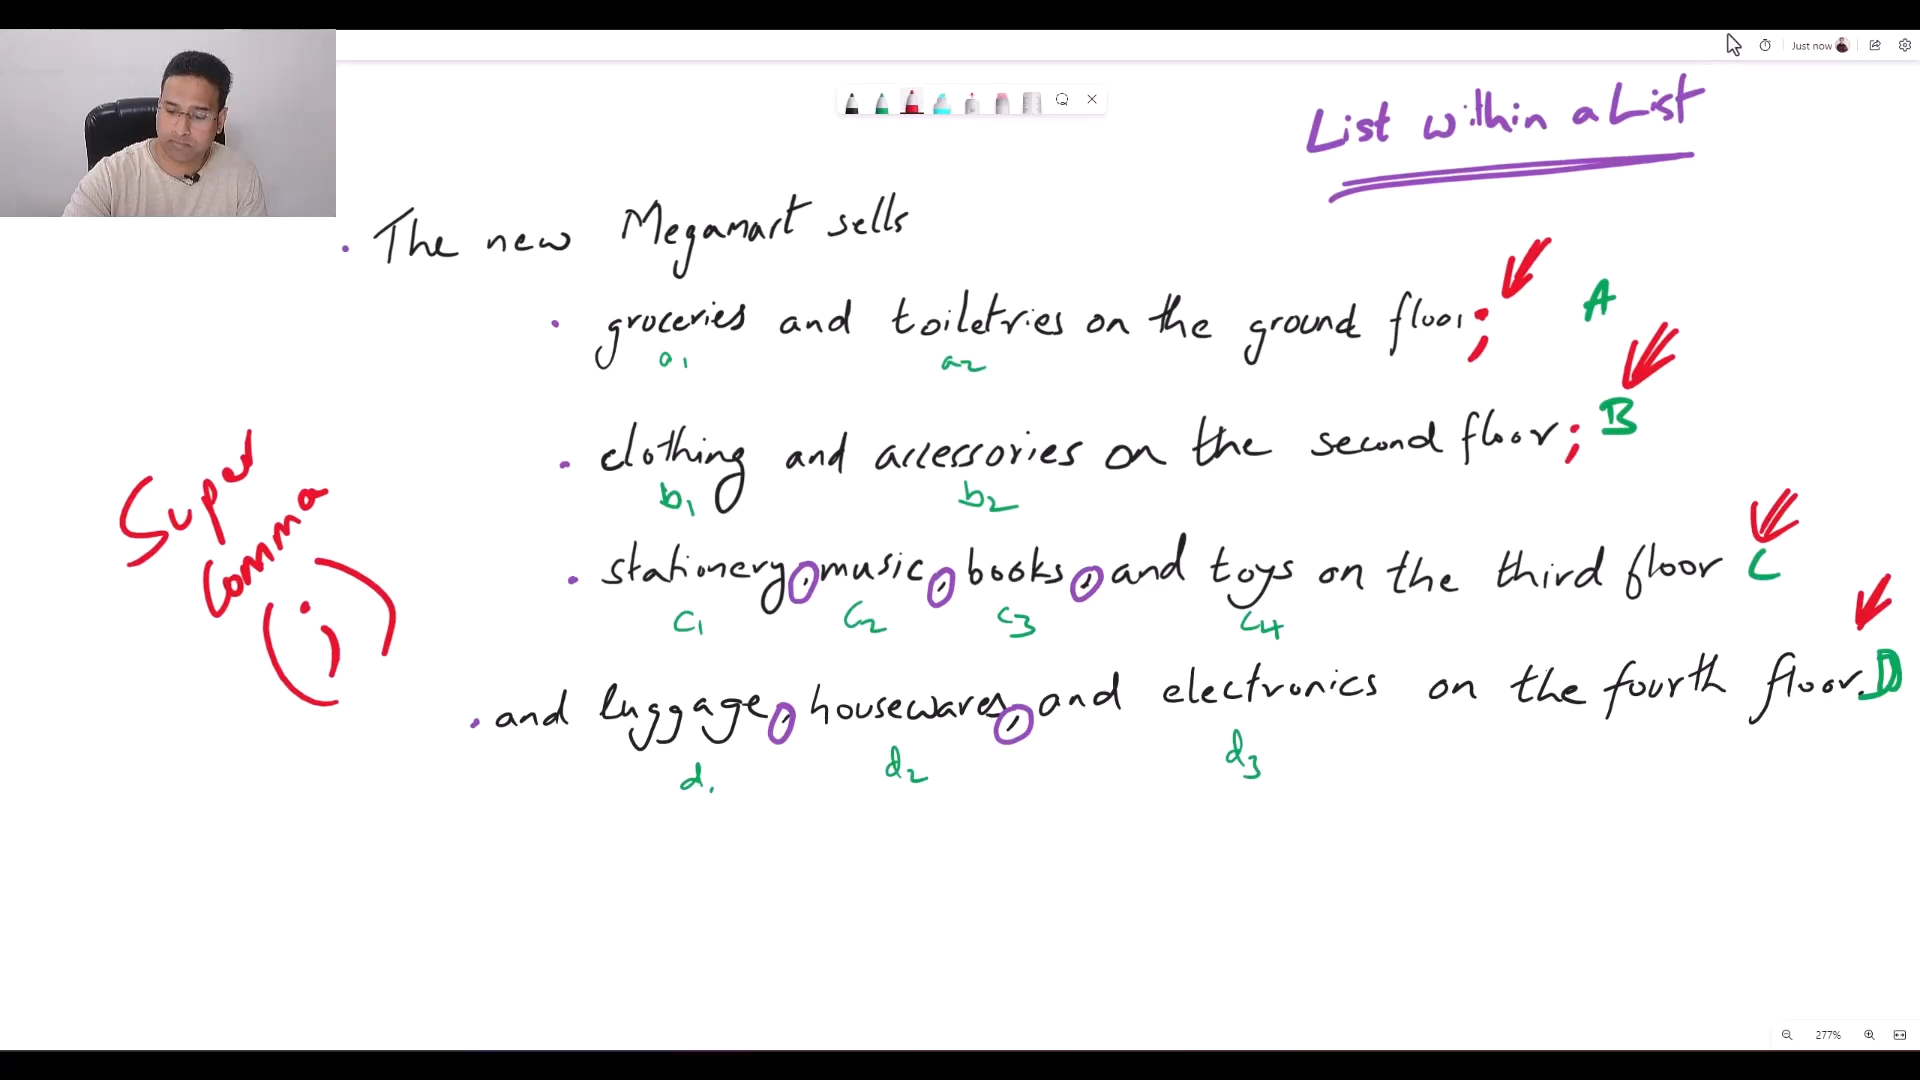 Just now
List within a List
The new Megamart sells
groceries and toiletries on the ground floor; A
a1 a2
clothing and accessories on the second floor; B
b1 b2
stationery, music, books, and toys on the third floor C
c1 c2 c3 c4
and luggage, housewares, and electronics on the fourth floor. D
d1 d2 d3
Super
Comma
(;)
277%